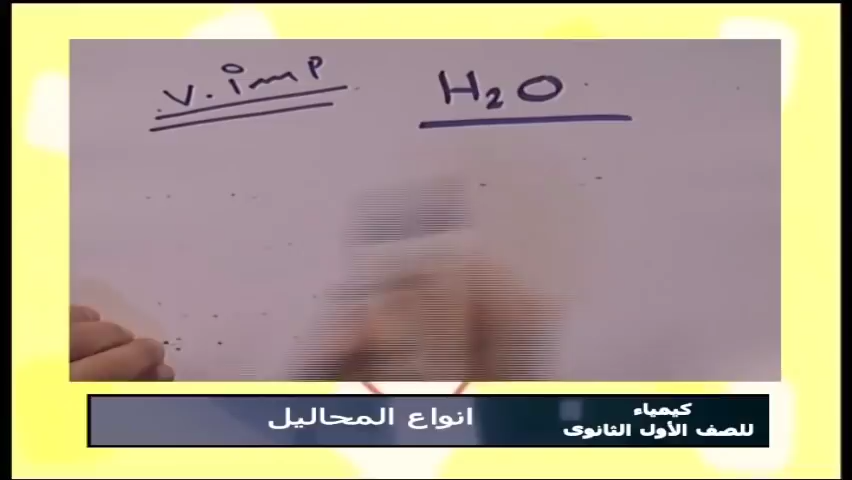 v. imp
H₂O
انواع المحاليل
كيمياء
للصف الأول الثانوى